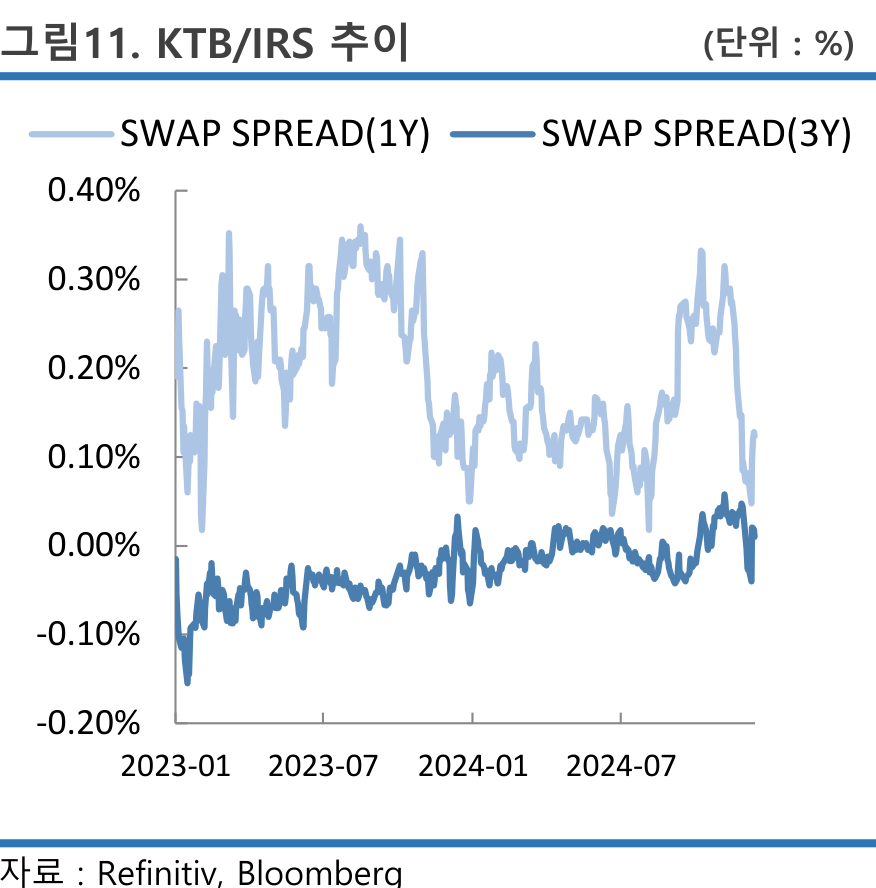 그림11. KTB/IRS 추이 (단위 : %)
SWAP SPREAD(1Y) SWAP SPREAD(3Y)
0.40%
0.30%
0.20%
0.10%
0.00%
-0.10%
-0.20%
2023-01 2023-07 2024-01 2024-07
자료 : Refinitiv, Bloomberg